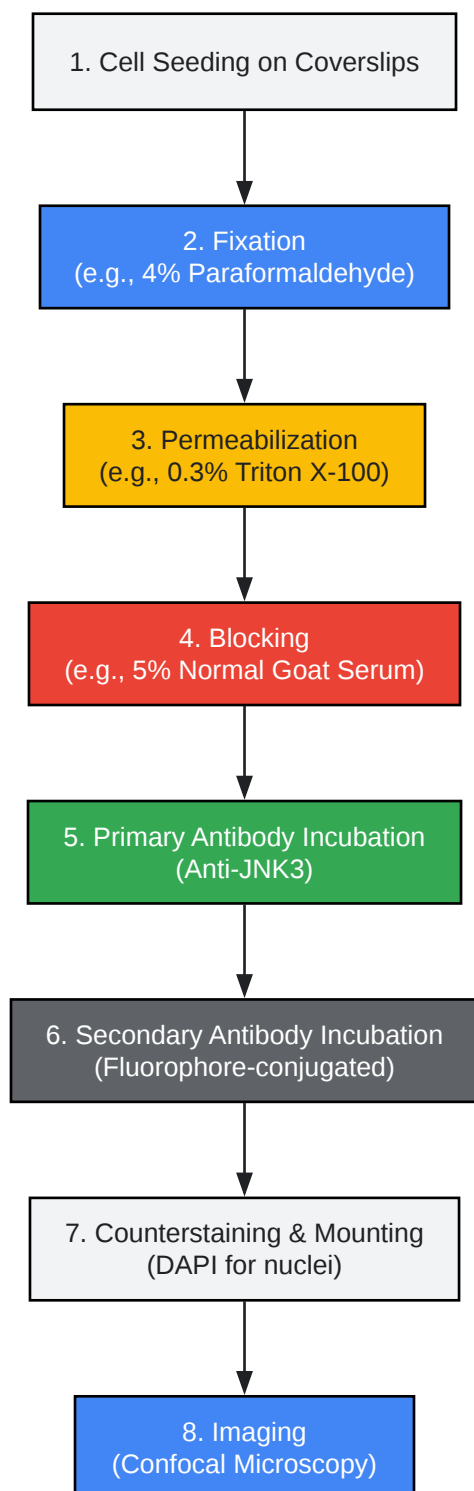 1. Cell Seeding on Coverslips
2. Fixation
(e.g., 4% Paraformaldehyde)
3. Permeabilization
(e.g., 0.3% Triton X-100)
4. Blocking
(e.g., 5% Normal Goat Serum)
5. Primary Antibody Incubation
(Anti-JNK3)
6. Secondary Antibody Incubation
(Fluorophore-conjugated)
7. Counterstaining & Mounting
(DAPI for nuclei)
8. Imaging
(Confocal Microscopy)